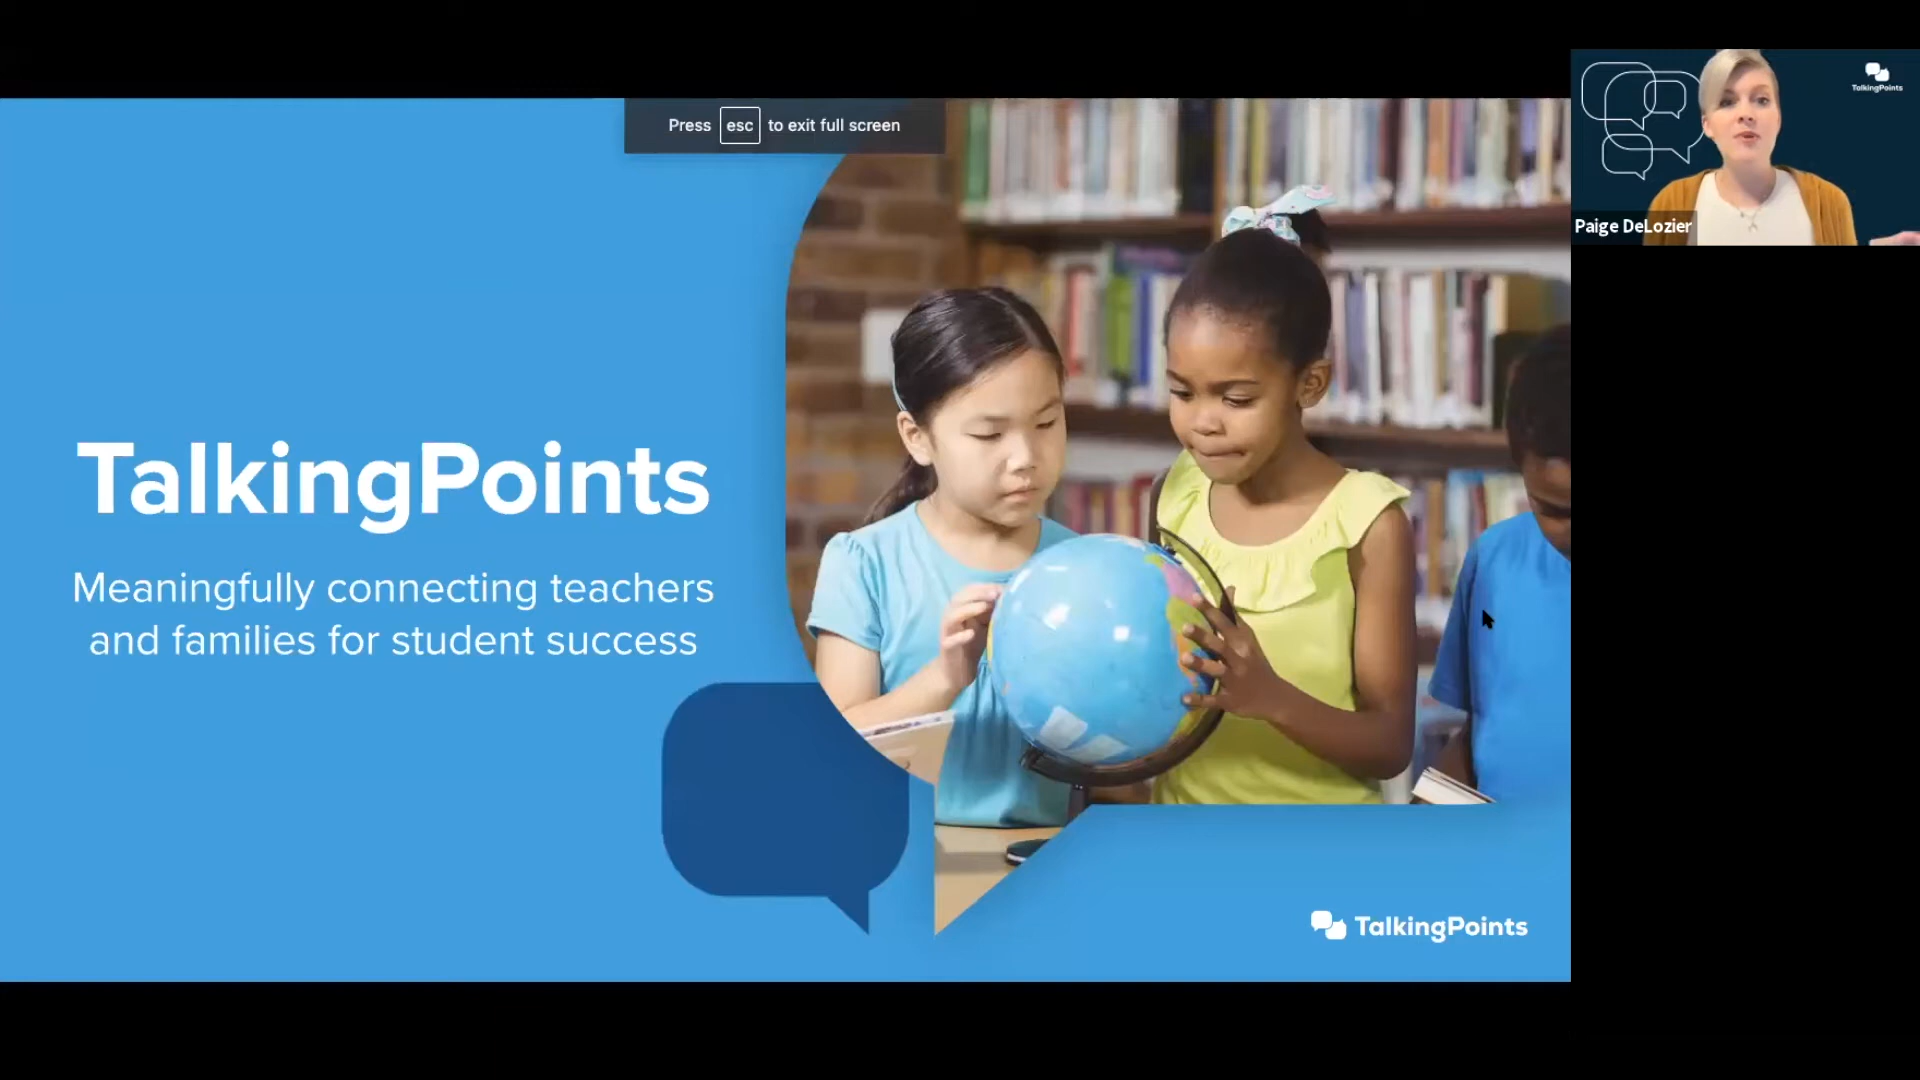 Press esc to exit full screen
TalkingPoints
Paige DeLozier
TalkingPoints
Meaningfully connecting teachers
and families for student success
TalkingPoints